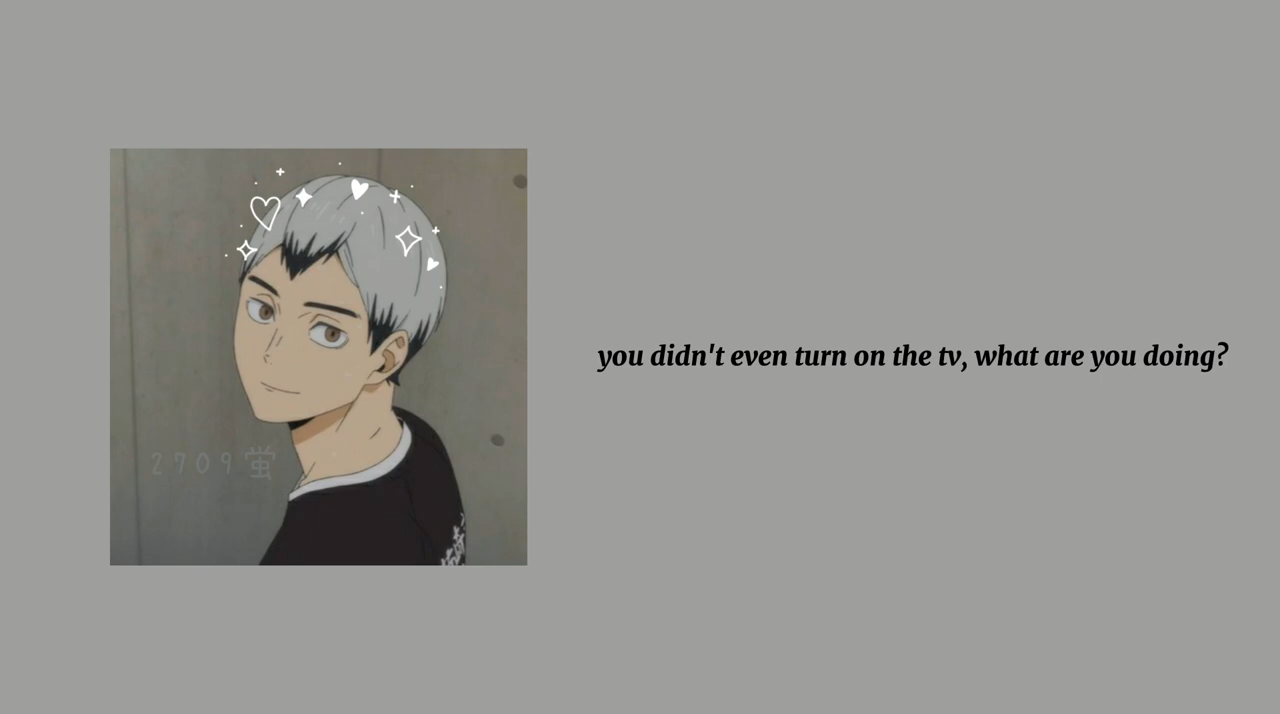 2709蛍
you didn't even turn on the tv, what are you doing?